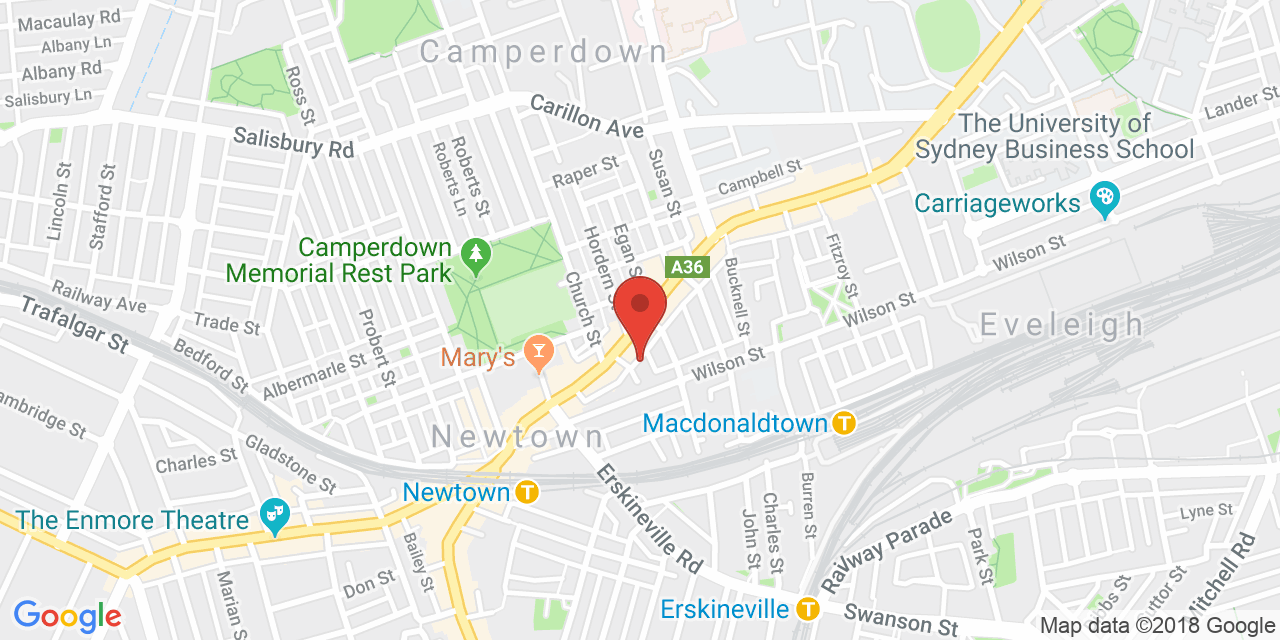 Macaulay Rd
Albany Ln
Albany Rd
Salisbury Ln
Ross St
Camperdown
Carillon Ave
Salisbury Rd
Lander St
The University of
Sydney Business School
Lincoln St
Stafford St
Roberts St
Roberts Ln
Raper St
Susan St
Campbell St
Carriageworks
Camperdown
Memorial Rest Park
Egan S
Hordern St
Church St
A36
Bucknell St
Fitzroy St
Wilson St
Wilson St
Eveleigh
Railway Ave
Trafalgar St
Trade St
Bedford St
Probert St
Albermarle St
Mary's
Wilson St
Macdonaldtown
T
Newtown
ambridge St
Charles St
Gladstone St
Newtown
T
Erskineville Rd
Burren St
Charles St
John St
The Enmore Theatre
Bailey St
Don St
Marian St
Railway Parade
Park St
Lyne St
Mitchell Rd
Erskineville
T
Swanson St
Google
Map data ©2018 Google